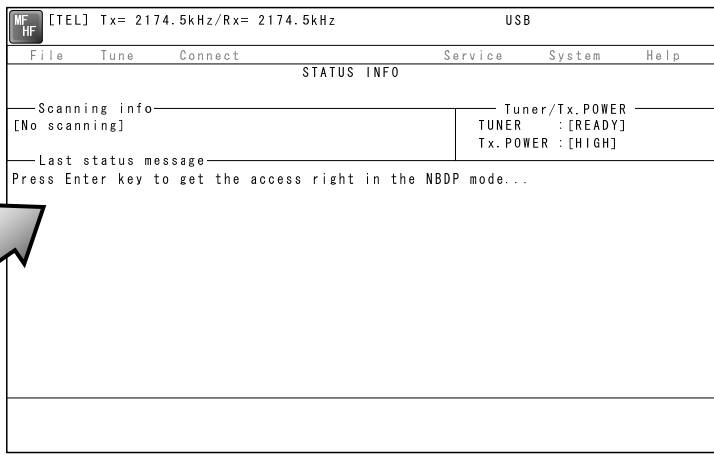 MF
HF
[TEL] Tx= 2174.5kHz/Rx= 2174.5kHz USB
File Tune Connect Service System Help
STATUS INFO
Scanning info Tuner/Tx.POWER
[No scanning] TUNER :[READY]
Tx.POWER :[HIGH]
Last status message
Press Enter key to get the access right in the NBDP mode...